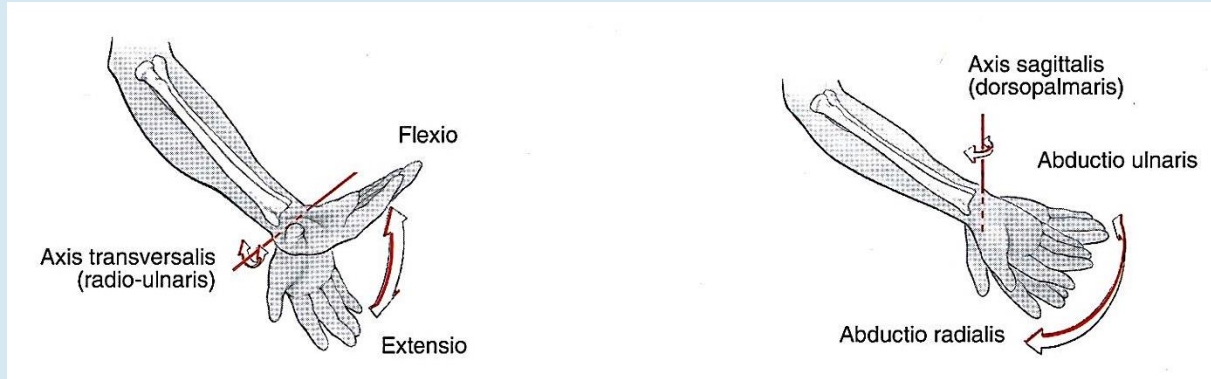 Flexio
Axis transversalis
(radio-ulnaris)
Extensio
Axis sagittalis
(dorsopalmaris)
Abductio ulnaris
Abductio radialis